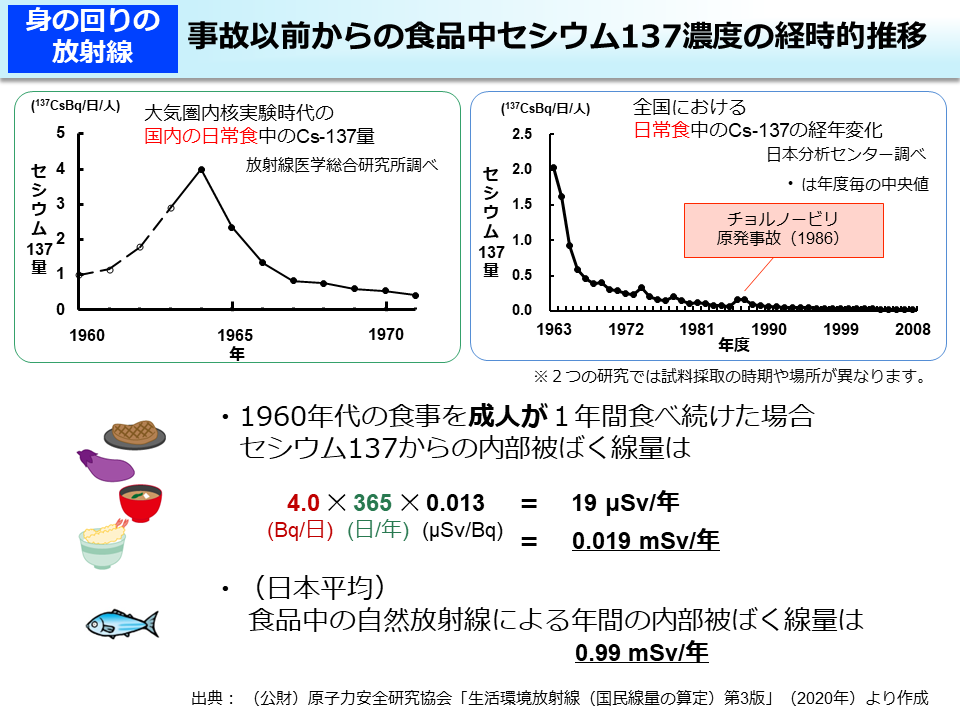 身の回りの
放射線
事故以前からの食品中セシウム137濃度の経時的推移
(¹³⁷CsBq/日/人)
大気圏内核実験時代の
国内の日常食中のCs-137量
放射線医学総合研究所調べ
セシウム137量
5
4
3
2
1
0
1960
1965
1970
年
(¹³⁷CsBq/日/人)
全国における
日常食中のCs-137の経年変化
日本分析センター調べ
・は年度毎の中央値
チョルノービリ
原発事故（1986）
セシウム137量
2.5
2.0
1.5
1.0
0.5
0.0
1963
1972
1981
1990
1999
2008
年度
※２つの研究では試料採取の時期や場所が異なります。
・1960年代の食事を成人が１年間食べ続けた場合
セシウム137からの内部被ばく線量は
4.0 × 365 × 0.013 = 19 μSv/年
(Bq/日) (日/年) (μSv/Bq)
= 0.019 mSv/年
・（日本平均）
食品中の自然放射線による年間の内部被ばく線量は
0.99 mSv/年
出典：（公財）原子力安全研究協会「生活環境放射線（国民線量の算定）第3版」（2020年）より作成